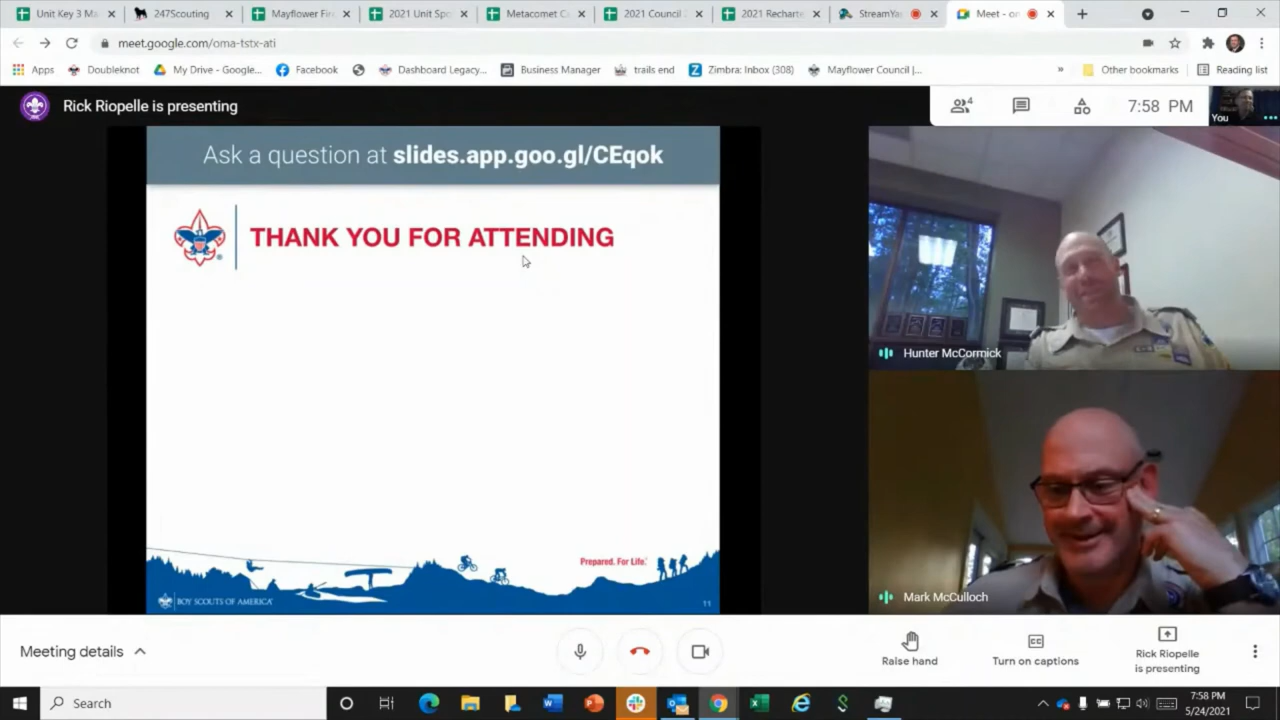 Unit Key 3 Ma
247Scouting
Mayflower Fir
2021 Unit Spo
Metacomet C
2021 Council
2021 Recharte
StreamYa
Meet - on
meet.google.com/oma-tstx-ati
Apps
Doubleknot
My Drive - Google...
Facebook
Dashboard Legacy...
Business Manager
trails end
Zimbra: Inbox (308)
Mayflower Council |...
»
Other bookmarks
Reading list
Rick Riopelle is presenting
4
7:58 PM
You
Ask a question at slides.app.goo.gl/CEqok
THANK YOU FOR ATTENDING
Prepared. For Life.
BOY SCOUTS OF AMERICA
11
Hunter McCormick
Mark McCulloch
Meeting details
Raise hand
Turn on captions
Rick Riopelle
is presenting
Search
7:58 PM
5/24/2021